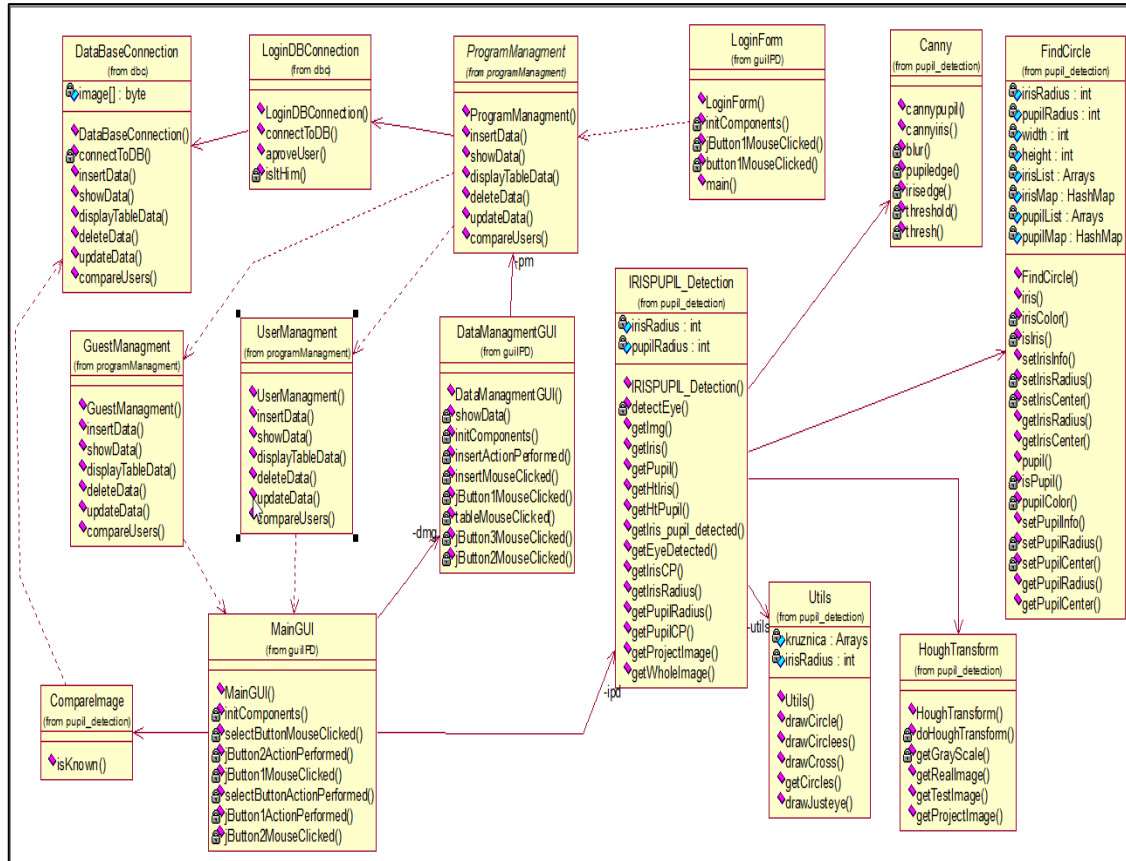 DataBaseConnection
(from dbc)
image[] : byte
DataBaseConnection()
connectToDB()
insertData()
showData()
displayTableData()
deleteData()
updateData()
compareUsers()
LoginDBConnection
(from dbc)
LoginDBConnection()
connectToDB()
aproveUser()
isItHim()
ProgramManagment
(from programManagment)
ProgramManagment()
insertData()
showData()
displayTableData()
deleteData()
updateData()
compareUsers()
-pm
LoginForm
(from guiIPD)
LoginForm()
initComponents()
jButton1MouseClicked()
button1MouseClicked()
main()
Canny
(from pupil_detection)
cannypupil()
cannyiris()
blur()
pupiledge()
irisedge()
threshold()
thresh()
FindCircle
(from pupil_detection)
irisRadius : int
pupilRadius : int
width : int
height : int
irisList : Arrays
irisMap : HashMap
pupilList : Arrays
pupilMap : HashMap
FindCircle()
iris()
irisColor()
isIris()
setIrisInfo()
setIrisRadius()
setIrisCenter()
getIrisRadius()
getIrisCenter()
pupil()
isPupil()
pupilColor()
setPupilInfo()
setPupilRadius()
setPupilCenter()
getPupilRadius()
getPupilCenter()
GuestManagment
(from programManagment)
GuestManagment()
insertData()
showData()
displayTableData()
deleteData()
updateData()
compareUsers()
UserManagment
(from programManagment)
UserManagment()
insertData()
showData()
displayTableData()
deleteData()
updateData()
compareUsers()
DataManagmentGUI
(from guiIPD)
DataManagmentGUI()
showData()
initComponents()
insertActionPerformed()
insertMouseClicked()
jButton1MouseClicked()
tableMouseClicked()
jButton3MouseClicked()
jButton2MouseClicked()
-dmg
IRISPUPIL_Detection
(from pupil_detection)
irisRadius : int
pupilRadius : int
IRISPUPIL_Detection()
detectEye()
getImg()
getIris()
getPupil()
getHtIris()
getHtPupil()
getIris_pupil_detected()
getEyeDetected()
getIrisCP()
getIrisRadius()
getPupilRadius()
getPupilCP()
getProjectImage()
getWholeImage()
-utils
-ipd
Utils
(from pupil_detection)
kruznica : Arrays
irisRadius : int
Utils()
drawCircle()
drawCirclees()
drawCross()
getCircles()
drawJusteye()
HoughTransform
(from pupil_detection)
HoughTransform()
doHoughTransform()
getGrayScale()
getRealImage()
getTestImage()
getProjectImage()
CompareImage
(from pupil_detection)
isKnown()
MainGUI
(from guiIPD)
MainGUI()
initComponents()
selectButtonMouseClicked()
jButton2ActionPerformed()
jButton1MouseClicked()
selectButtonActionPerformed()
jButton1ActionPerformed()
jButton2MouseClicked()